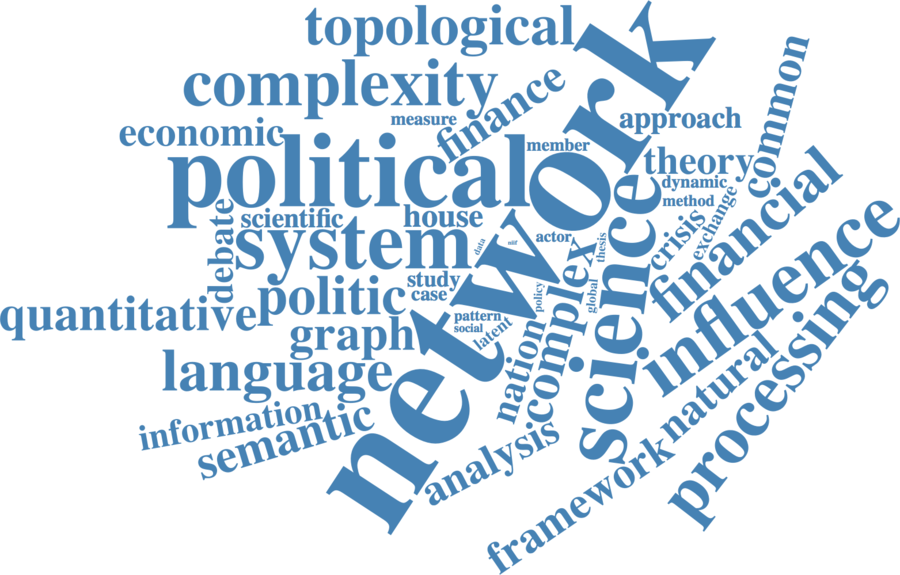 topological
complexity
finance
network
common
measure
economic
approach
political
member
theory
dynamic
method
scientific
house
debate
system
actor
exchange
crisis
data
thesis
financial
science
influence
study
case
politic
complex
global
policy
quantitative
pattern
social
latent
graph
nation
language
processing
natural
information
semantic
analysis
framework